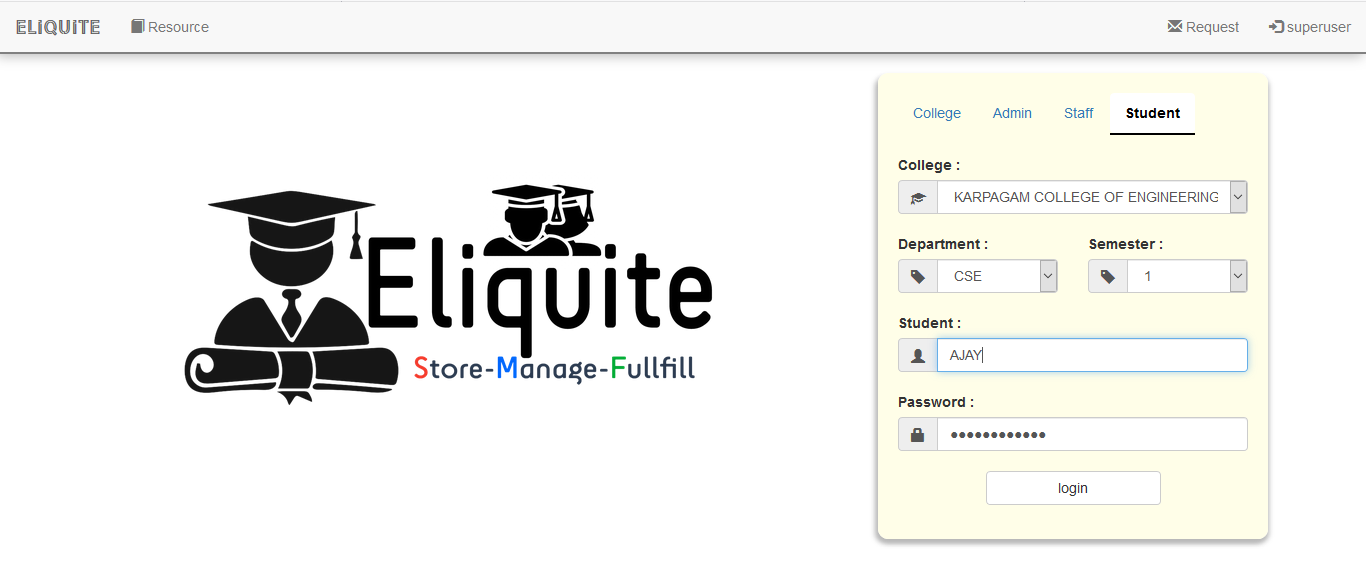 ELiQUiTE Resource Request superuser
College Admin Staff Student
College :
KARPAGAM COLLEGE OF ENGINEERING
Department : Semester :
CSE 1
Student :
AJAY
Password :
••••••••••••
login
Eliquite
Store-Manage-Fullfill